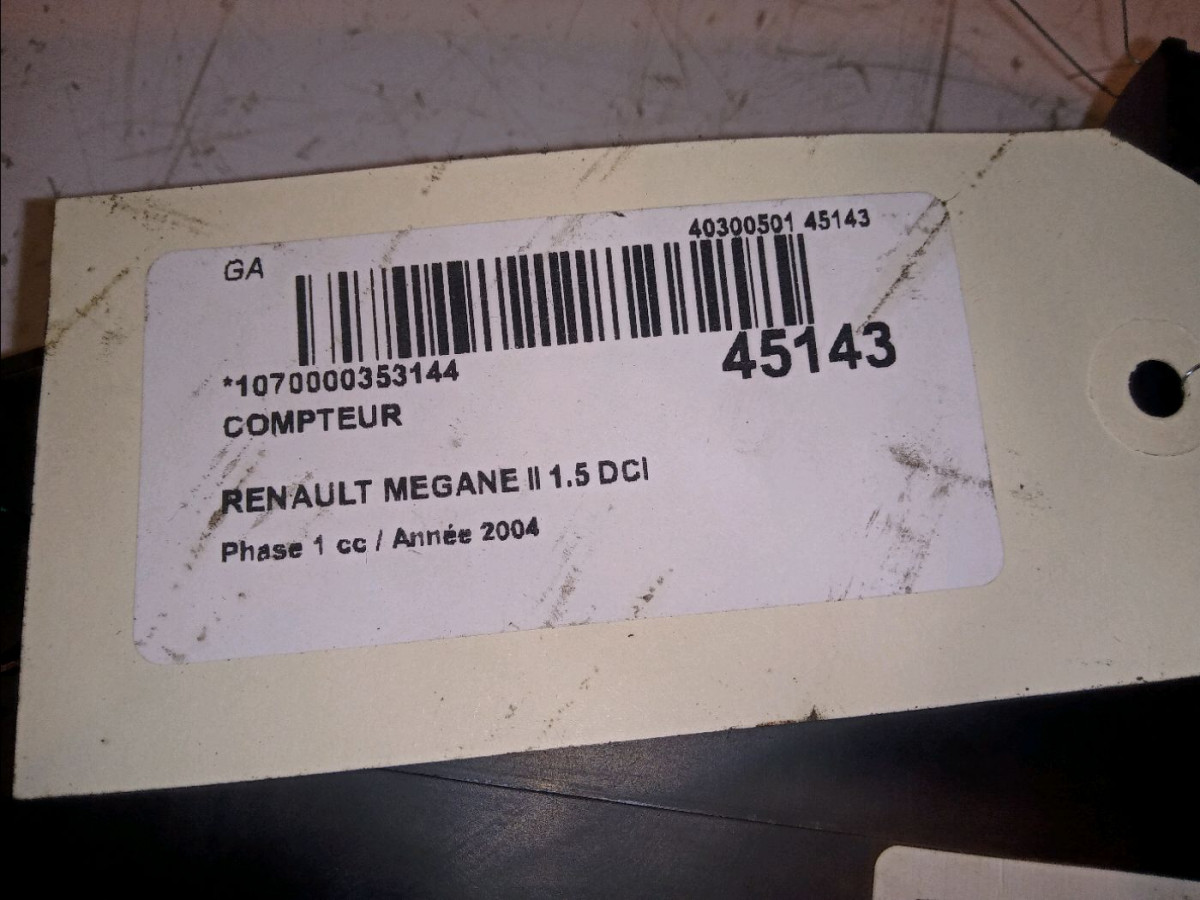 GA
40300501 45143
45143
*1070000353144
COMPTEUR
RENAULT MEGANE II 1.5 DCI
Phase 1 cc / Année 2004